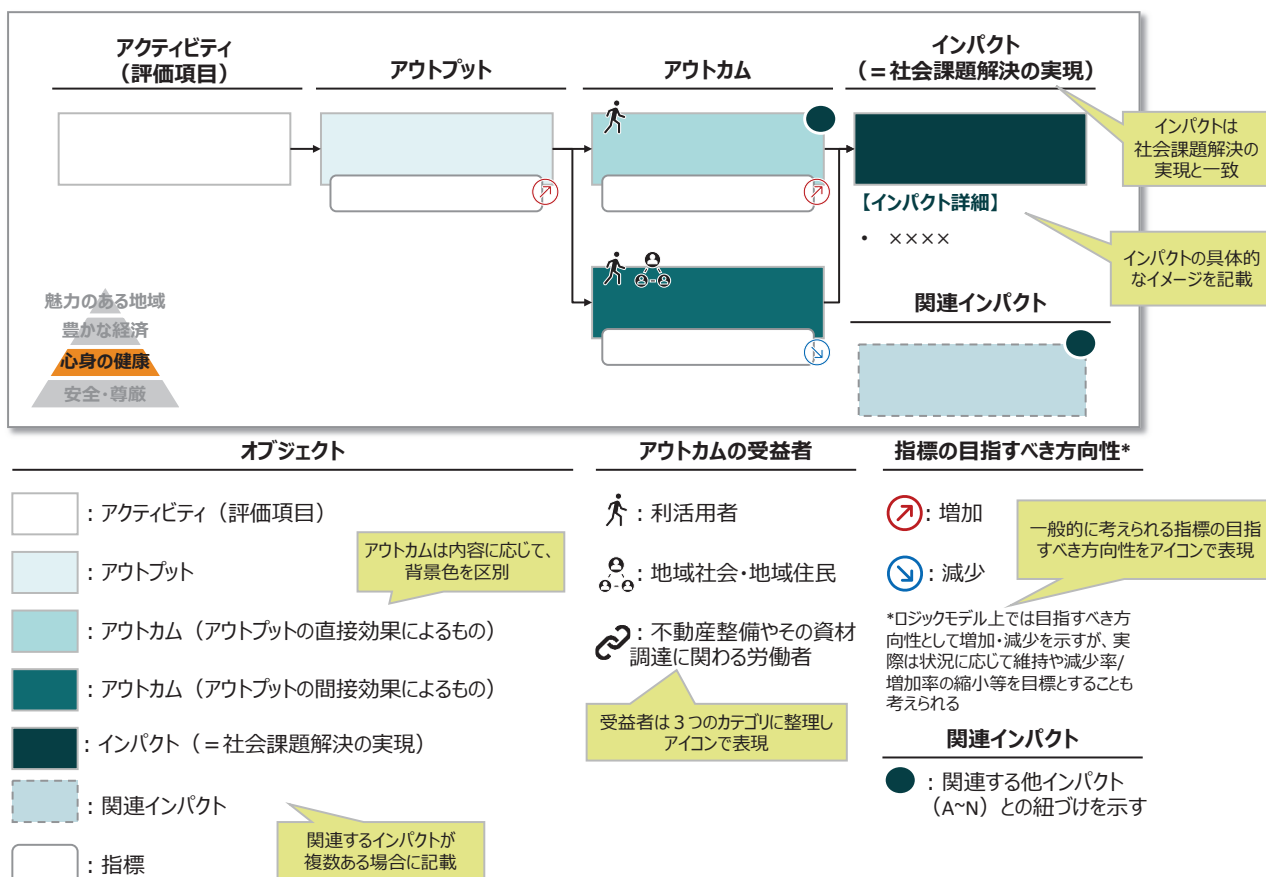 アクティビティ
（評価項目）
アウトプット
アウトカム
インパクト
（＝社会課題解決の実現）
インパクトは
社会課題解決の
実現と一致
【インパクト詳細】
• ××××
インパクトの具体的
なイメージを記載
関連インパクト
魅力のある地域
豊かな経済
心身の健康
安全・尊厳
オブジェクト
：アクティビティ（評価項目）
：アウトプット
アウトカムは内容に応じて、
背景色を区別
：アウトカム（アウトプットの直接効果によるもの）
：アウトカム（アウトプットの間接効果によるもの）
：インパクト（＝社会課題解決の実現）
：関連インパクト
関連するインパクトが
複数ある場合に記載
：指標
アウトカムの受益者
：利活用者
：地域社会・地域住民
：不動産整備やその資材
調達に関わる労働者
受益者は３つのカテゴリに整理し
アイコンで表現
指標の目指すべき方向性*
：増加
一般的に考えられる指標の目指
すべき方向性をアイコンで表現
：減少
*ロジックモデル上では目指すべき方
向性として増加・減少を示すが、実
際は状況に応じて維持や減少率/
増加率の縮小等を目標とすることも
考えられる
関連インパクト
：関連する他インパクト
（A~N）との紐づけを示す